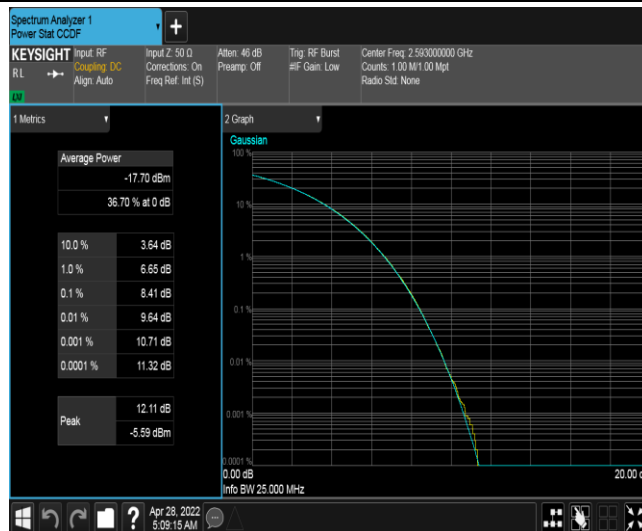 Spectrum Analyzer 1
Power Stat CCDF
+
KEYSIGHT
RL
LV
Input: RF
Coupling: DC
Align: Auto
Input Z: 50 Ω
Corrections: On
Freq Ref: Int (S)
Atten: 46 dB
Preamp: Off
Trig: RF Burst
#IF Gain: Low
Center Freq: 2.593000000 GHz
Counts: 1.00 M/1.00 Mpt
Radio Std: None
1 Metrics
Average Power
-17.70 dBm
36.70 % at 0 dB
10.0 % 3.64 dB
1.0 % 6.65 dB
0.1 % 8.41 dB
0.01 % 9.64 dB
0.001 % 10.71 dB
0.0001 % 11.32 dB
Peak
12.11 dB
-5.59 dBm
2 Graph
Gaussian
100 %
10 %
1 %
0.1 %
0.01 %
0.001 %
0.0001 %
0.00 dB
20.00 d
Info BW 25.000 MHz
?
Apr 28, 2022
5:09:15 AM